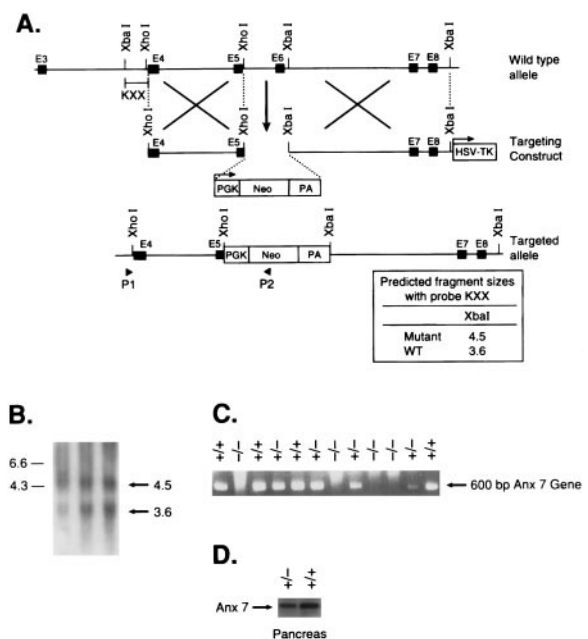 A.
Xba I
Xho I
Xho I
Xba I
Xba I
E3
E4
E5
E6
E7
E8
Wild type
allele
KXX
Xho I
Xho I
Xba I
Xba I
E4
E5
E7
E8
HSV-TK
Targeting
Construct
PGK
Neo
PA
Xho I
Xho I
Xba I
Xba I
E4
E5
PGK
Neo
PA
E7
E8
Targeted
allele
P1
P2
Predicted fragment sizes
with probe KXX
XbaI
Mutant 4.5
WT 3.6
B.
6.6
4.3
4.5
3.6
C.
+/+ -/- +/+ +/- +/+ +/- -/- +/- -/- -/- +/- +/+
600 bp Anx 7 Gene
D.
+/- +/+
Anx 7
Pancreas